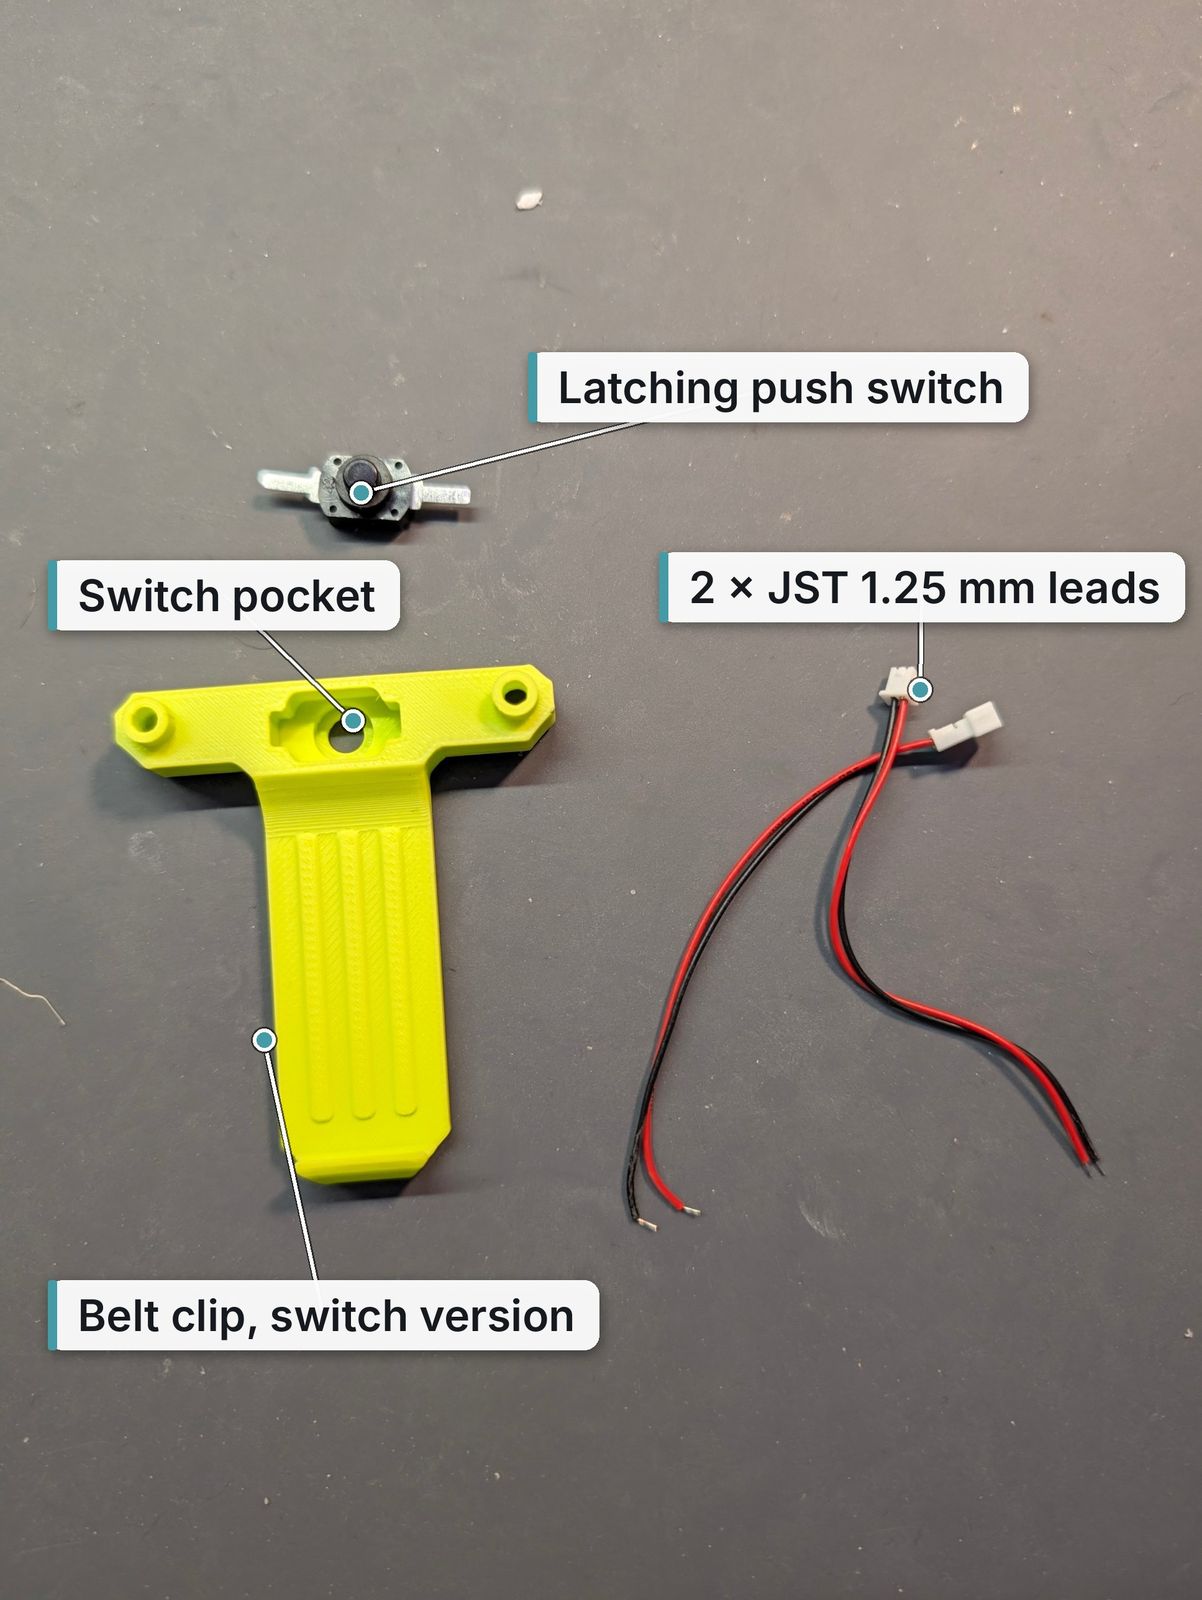 Latching push switch
Switch pocket
2 × JST 1.25 mm leads
Belt clip, switch version